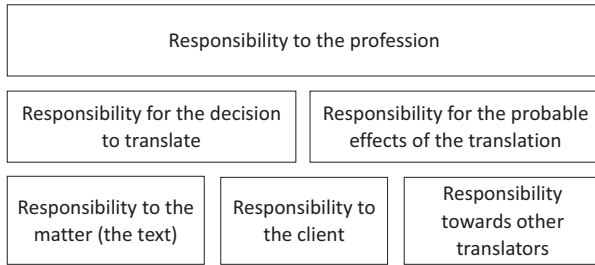 Responsibility to the profession
Responsibility for the decision
to translate
Responsibility for the probable
effects of the translation
Responsibility to the
matter (the text)
Responsibility to
the client
Responsibility
towards other
translators